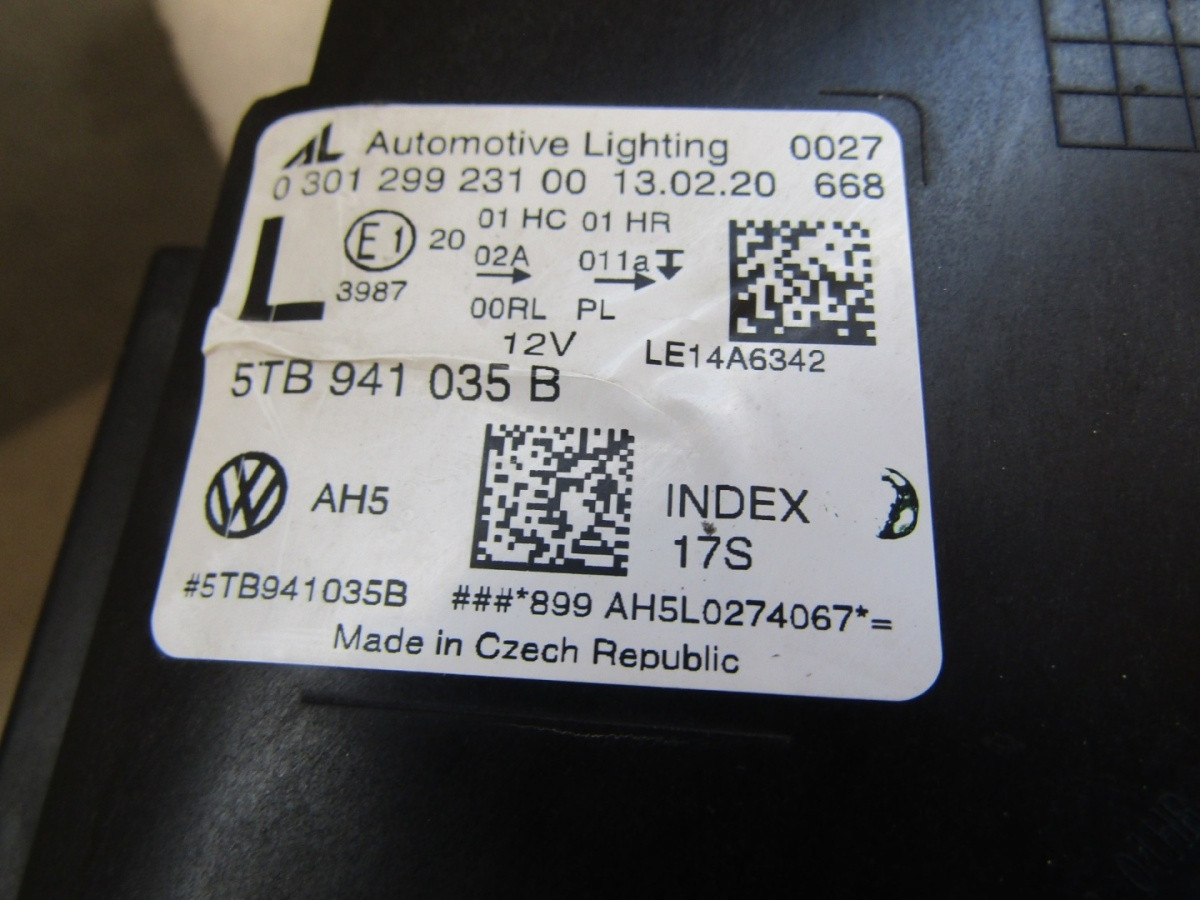 AL Automotive Lighting 0027
0 301 299 231 00 13.02.20 668
L E1 20 01 HC 01 HR
02A 011a
3987 00RL PL
12V LE14A6342
5TB 941 035 B
AH5 INDEX
17S
#5TB941035B ###*899 AH5L0274067*=
Made in Czech Republic